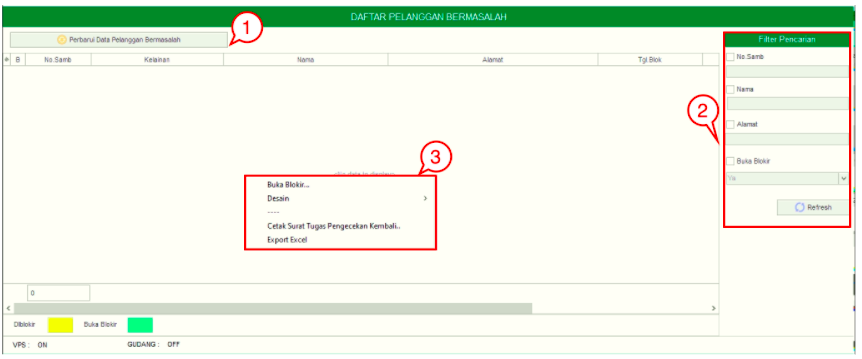 DAFTAR PELANGGAN BERMASALAH
1
Perbarui Data Pelanggan Bermasalah
Filter Pencarian
B No.Samb Kelainan Nama Alamat Tgl.Blok
No.Samb
Nama
2
Alamat
3
Buka Blokir
Ya
Buka Blokir...
Desain
----
Cetak Surat Tugas Pengecekan Kembali..
Export Excel
Refresh
0
Diblokir Buka Blokir
VPS : ON GUDANG : OFF